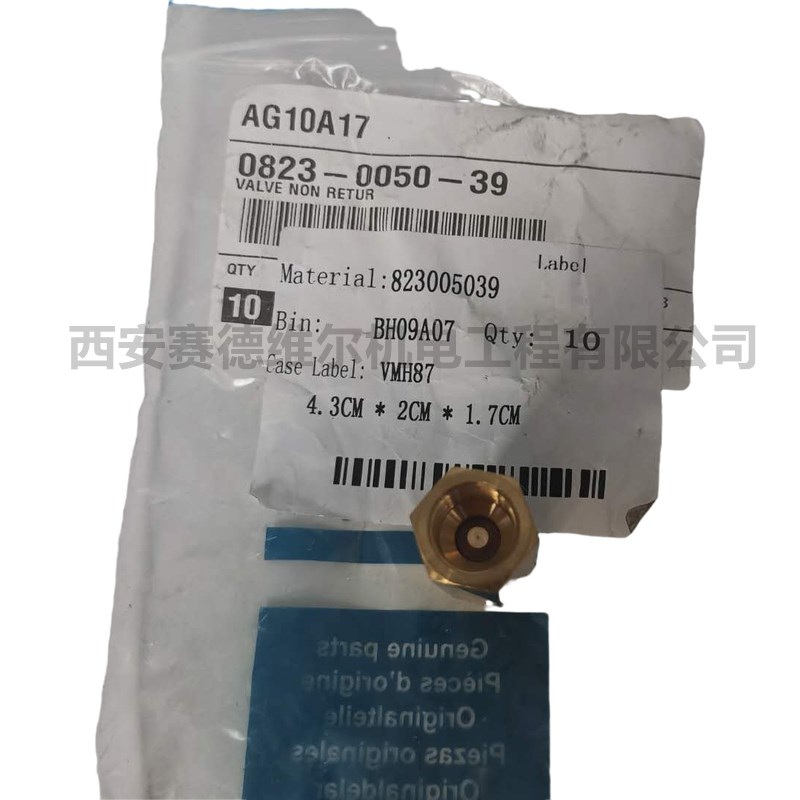 AG10A17
0823-0050-39
VALVE NON RETUR
Label
QTY
Material:823005039
10
Bin: BH09A07 Qty: 10
西安赛德维尔机电工程有限公司
Case Label: VMH87
4.3CM * 2CM * 1.7CM
Genuine parts
Pièces d'origine
Originalteile
Piezas originales
Originaldelar